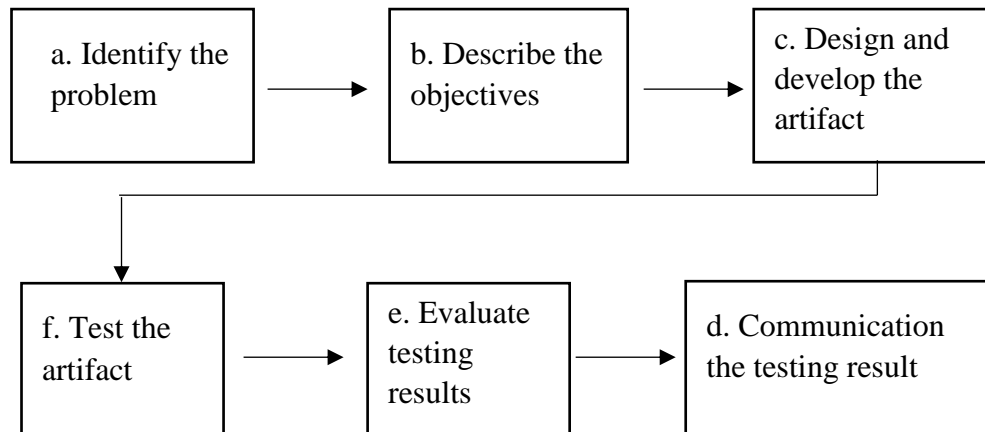 a. Identify the
problem
b. Describe the
objectives
c. Design and
develop the
artifact
f. Test the
artifact
e. Evaluate
testing
results
d. Communication
the testing result